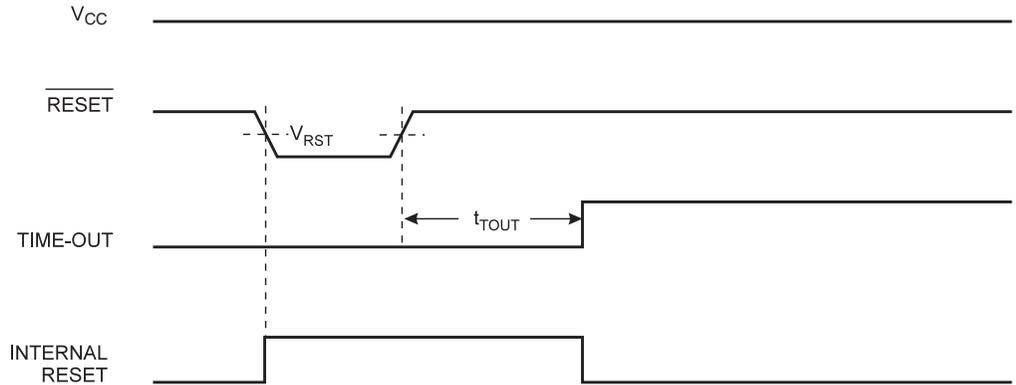 VCC
RESET
VRST
tTOUT
TIME-OUT
INTERNAL
RESET